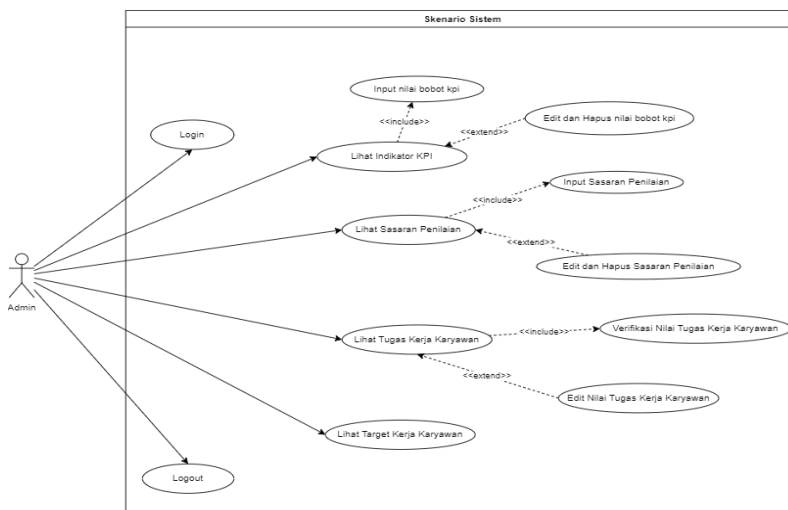 Skenario Sistem
Input nilai bobot kpi
<<include>>
<<extend>>
Edit dan Hapus nilai bobot kpi
Login
Lihat Indikator KPI
Input Sasaran Penilaian
<<include>>
Lihat Sasaran Penilaian
<<extend>>
Edit dan Hapus Sasaran Penilaian
Admin
Lihat Tugas Kerja Karyawan
<<include>>
Verifikasi Nilai Tugas Kerja Karyawan
<<extend>>
Edit Nilai Tugas Kerja Karyawan
Lihat Target Kerja Karyawan
Logout